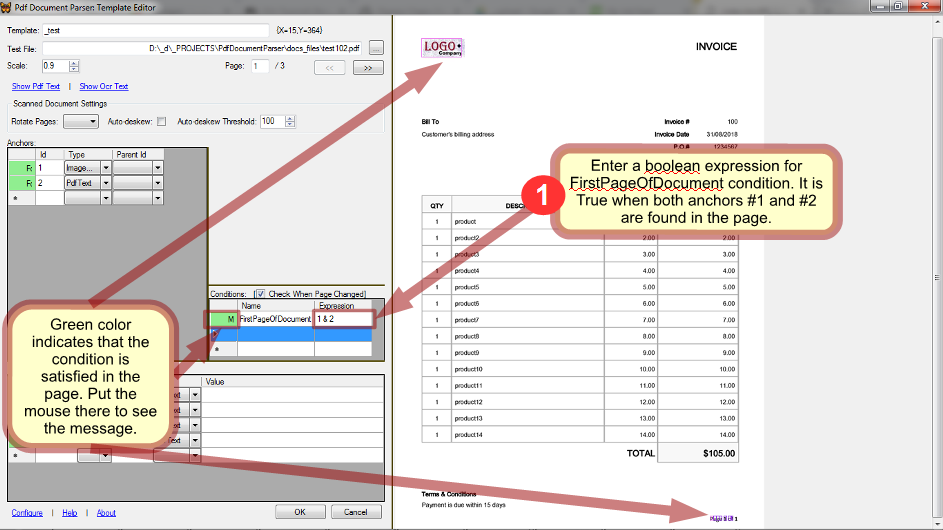 Pdf Document Parser: Template Editor
Template: _test {X=15,Y=364}
Test File: D:\_d\_PROJECTS\PdfDocumentParser\docs_files\test102.pdf ...
Scale: 0.9 Page: 1 / 3 << >>
Show Pdf Text | Show Ocr Text
Scanned Document Settings
Rotate Pages: Auto-deskew: Auto-deskew Threshold: 100
Anchors:
Id Type Parent Id
F: 1 Image...
F: 2 PdfText
*
Conditions: [ Check When Page Changed]
Name Expression
M FirstPageOfDocument 1 & 2
*
Green color
indicates that the
condition is
satisfied in the
page. Put the
mouse there to see
the message.
Value
Text
*
Configure | Help | About OK Cancel
LOGO
Company
INVOICE
Bill To Invoice # 100
Customer's billing address Invoice Date 31/08/2018
P.O.# 1234567
1
Enter a boolean expression for
FirstPageOfDocument condition. It is
True when both anchors #1 and #2
are found in the page.
QTY
1 product
1 product2 2.00 2.00
1 product3 3.00 3.00
1 product4 4.00 4.00
1 product5 5.00 5.00
1 product6 6.00 6.00
1 product7 7.00 7.00
1 product8 8.00 8.00
1 product9 9.00 9.00
1 product10 10.00 10.00
1 product11 11.00 11.00
1 product12 12.00 12.00
1 product13 13.00 13.00
1 product14 14.00 14.00
TOTAL $105.00
Terms & Conditions
Payment is due within 15 days
Page 1 of 1